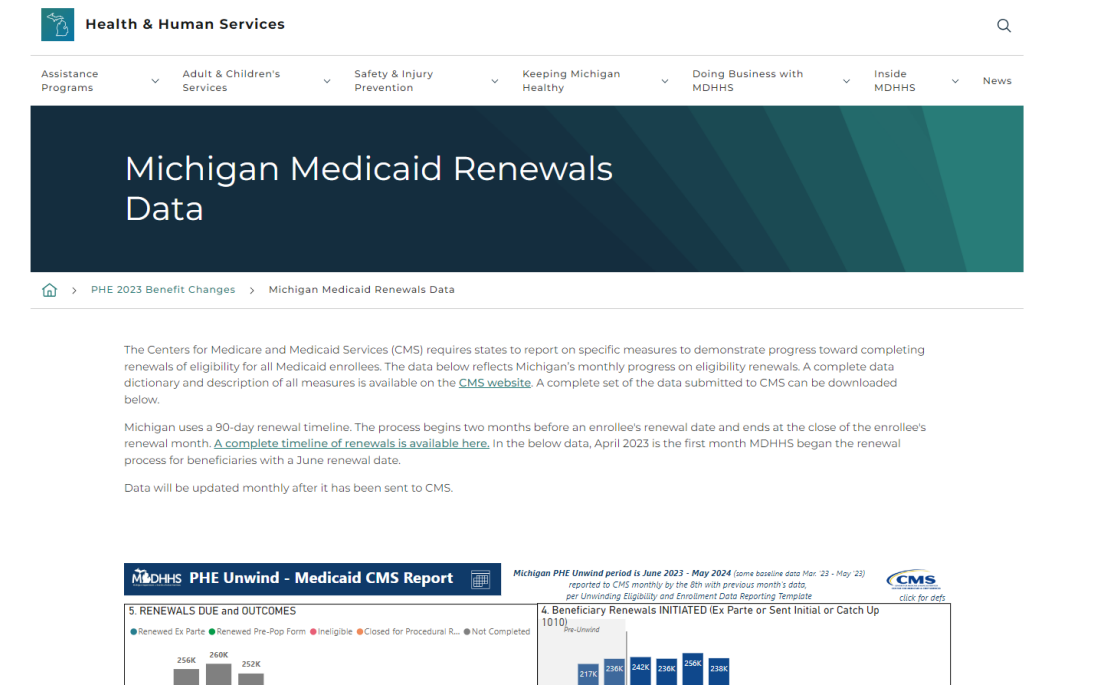 Health & Human Services
Assistance
Programs
Adult & Children's
Services
Safety & Injury
Prevention
Keeping Michigan
Healthy
Doing Business with
MDHHS
Inside
MDHHS
News
Michigan Medicaid Renewals
Data
PHE 2023 Benefit Changes
Michigan Medicaid Renewals Data
The Centers for Medicare and Medicaid Services (CMS) requires states to report on specific measures to demonstrate progress toward completing
renewals of eligibility for all Medicaid enrollees. The data below reflects Michigan’s monthly progress on eligibility renewals. A complete data
dictionary and description of all measures is available on the CMS website. A complete set of the data submitted to CMS can be downloaded
below.
Michigan uses a 90-day renewal timeline. The process begins two months before an enrollee's renewal date and ends at the close of the enrollee's
renewal month. A complete timeline of renewals is available here. In the below data, April 2023 is the first month MDHHS began the renewal
process for beneficiaries with a June renewal date.
Data will be updated monthly after it has been sent to CMS.
MDHHS PHE Unwind - Medicaid CMS Report
Michigan PHE Unwind period is June 2023 - May 2024 (some baseline data Mar. '23 - May '23)
reported to CMS monthly by the 8th with previous month's data,
per Unwinding Eligibility and Enrollment Data Reporting Template
CMS
click for defs
5. RENEWALS DUE and OUTCOMES
Renewed Ex Parte Renewed Pre-Pop Form Ineligible Closed for Procedural R... Not Completed
256K 260K 252K
4. Beneficiary Renewals INITIATED (Ex Parte or Sent Initial or Catch Up
1010)
Pre-Unwind
217K 236K 242K 236K 256K 238K